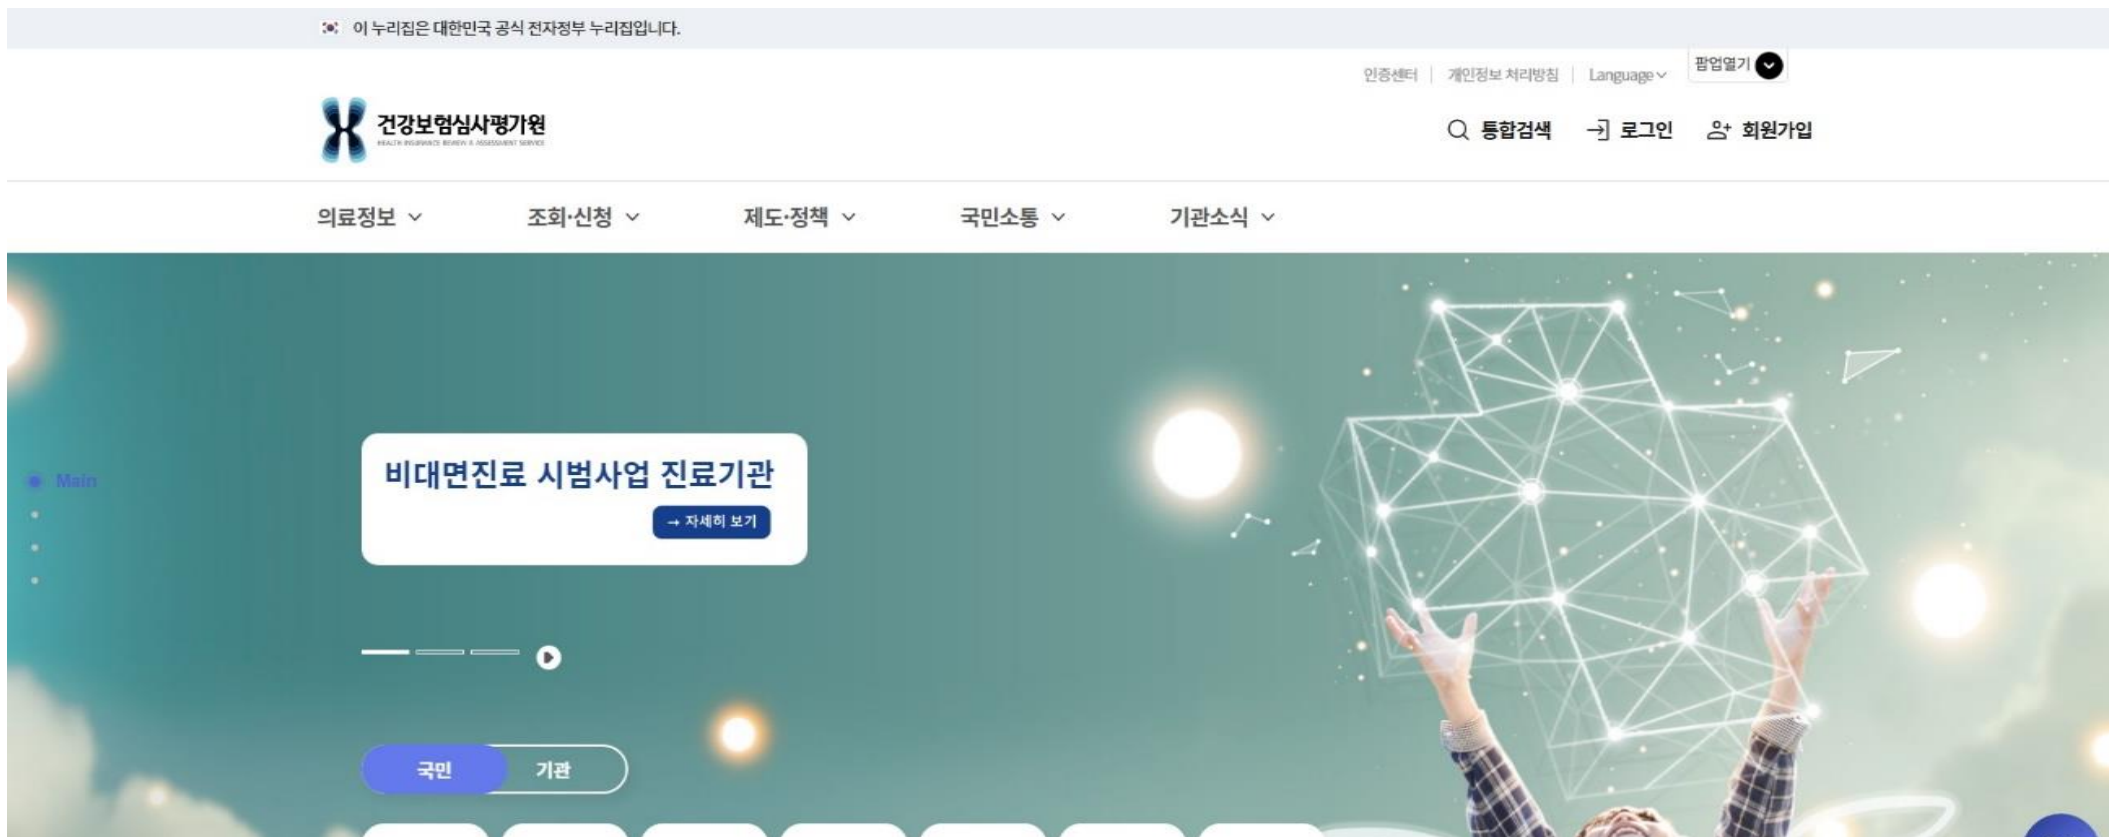 이 누리집은 대한민국 공식 전자정부 누리집입니다.
인증센터 개인정보 처리방침 Language 팝업열기
건강보험심사평가원
HEALTH INSURANCE REVIEW & ASSESSMENT SERVICE
통합검색 로그인 회원가입
의료정보 조회·신청 제도·정책 국민소통 기관소식
비대면진료 시범사업 진료기관
→ 자세히 보기
Main
국민 기관